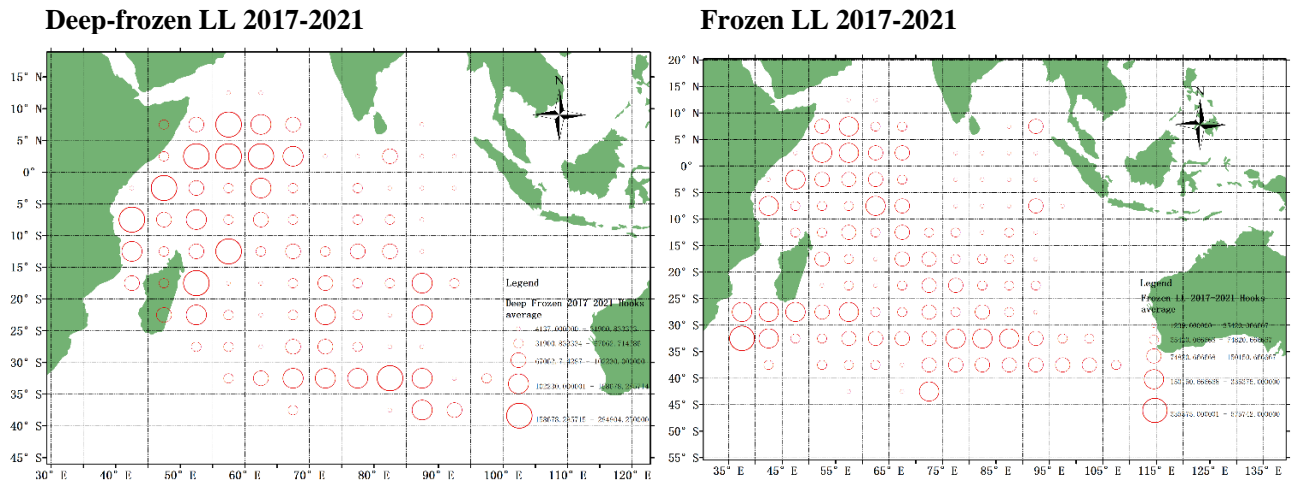 Deep-frozen LL 2017-2021
Frozen LL 2017-2021
N
15° N
10° N
5° N
0°
5° S
10° S
15° S
20° S
25° S
30° S
35° S
40° S
45° S
30° E
40° E
50° E
60° E
70° E
80° E
90° E
100° E
110° E
120° E
Legend
Deep Frozen 2017-2021 Hooks
average
N
20° N
15° N
10° N
5° N
0°
5° S
10° S
15° S
20° S
25° S
30° S
35° S
40° S
45° S
50° S
55° S
35° E
45° E
55° E
65° E
75° E
85° E
95° E
105° E
115° E
125° E
135° E
Legend
Frozen LL 2017-2021 Hooks
average